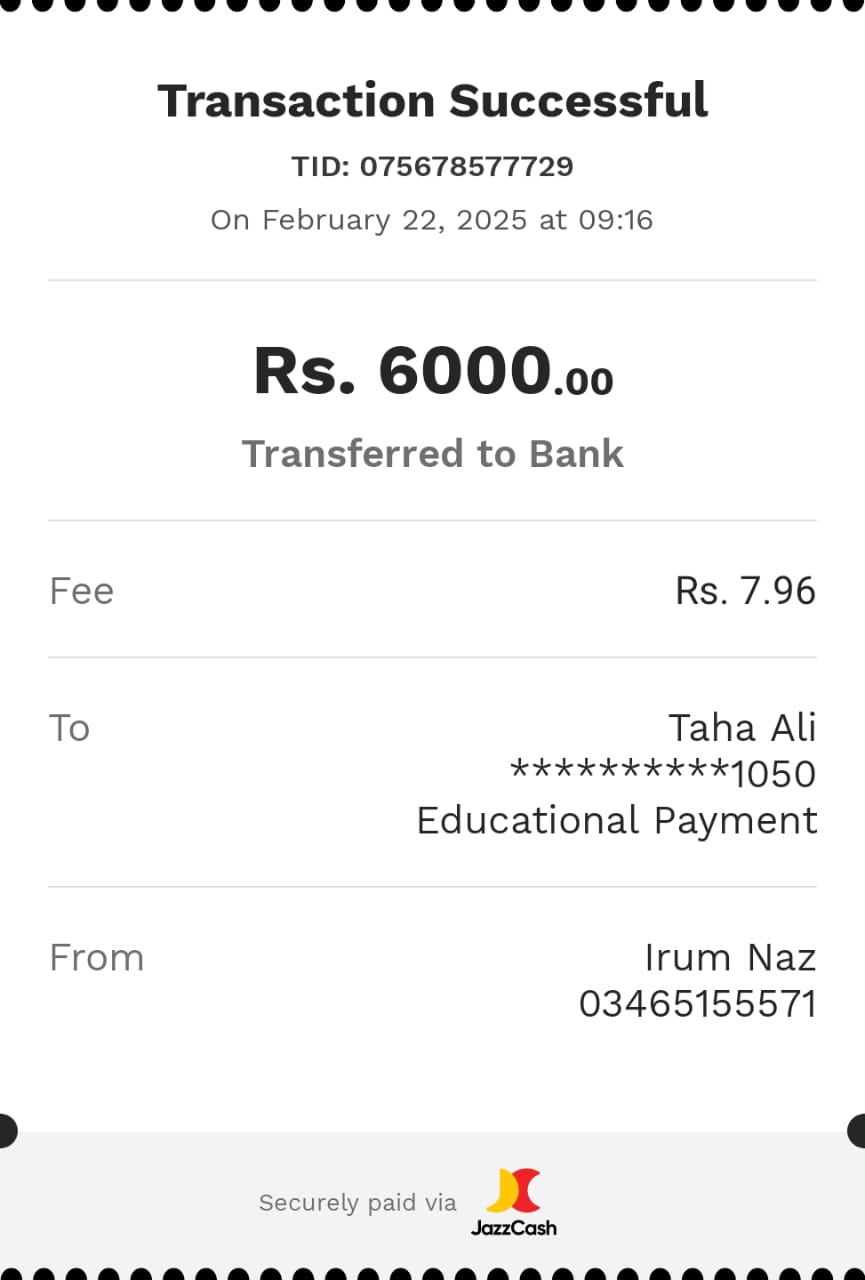 Transaction Successful
TID: 075678577729
On February 22, 2025 at 09:16
Rs. 6000.00
Transferred to Bank
Fee
Rs. 7.96
To
Taha Ali
**********1050
Educational Payment
From
Irum Naz
03465155571
Securely paid via
JazzCash